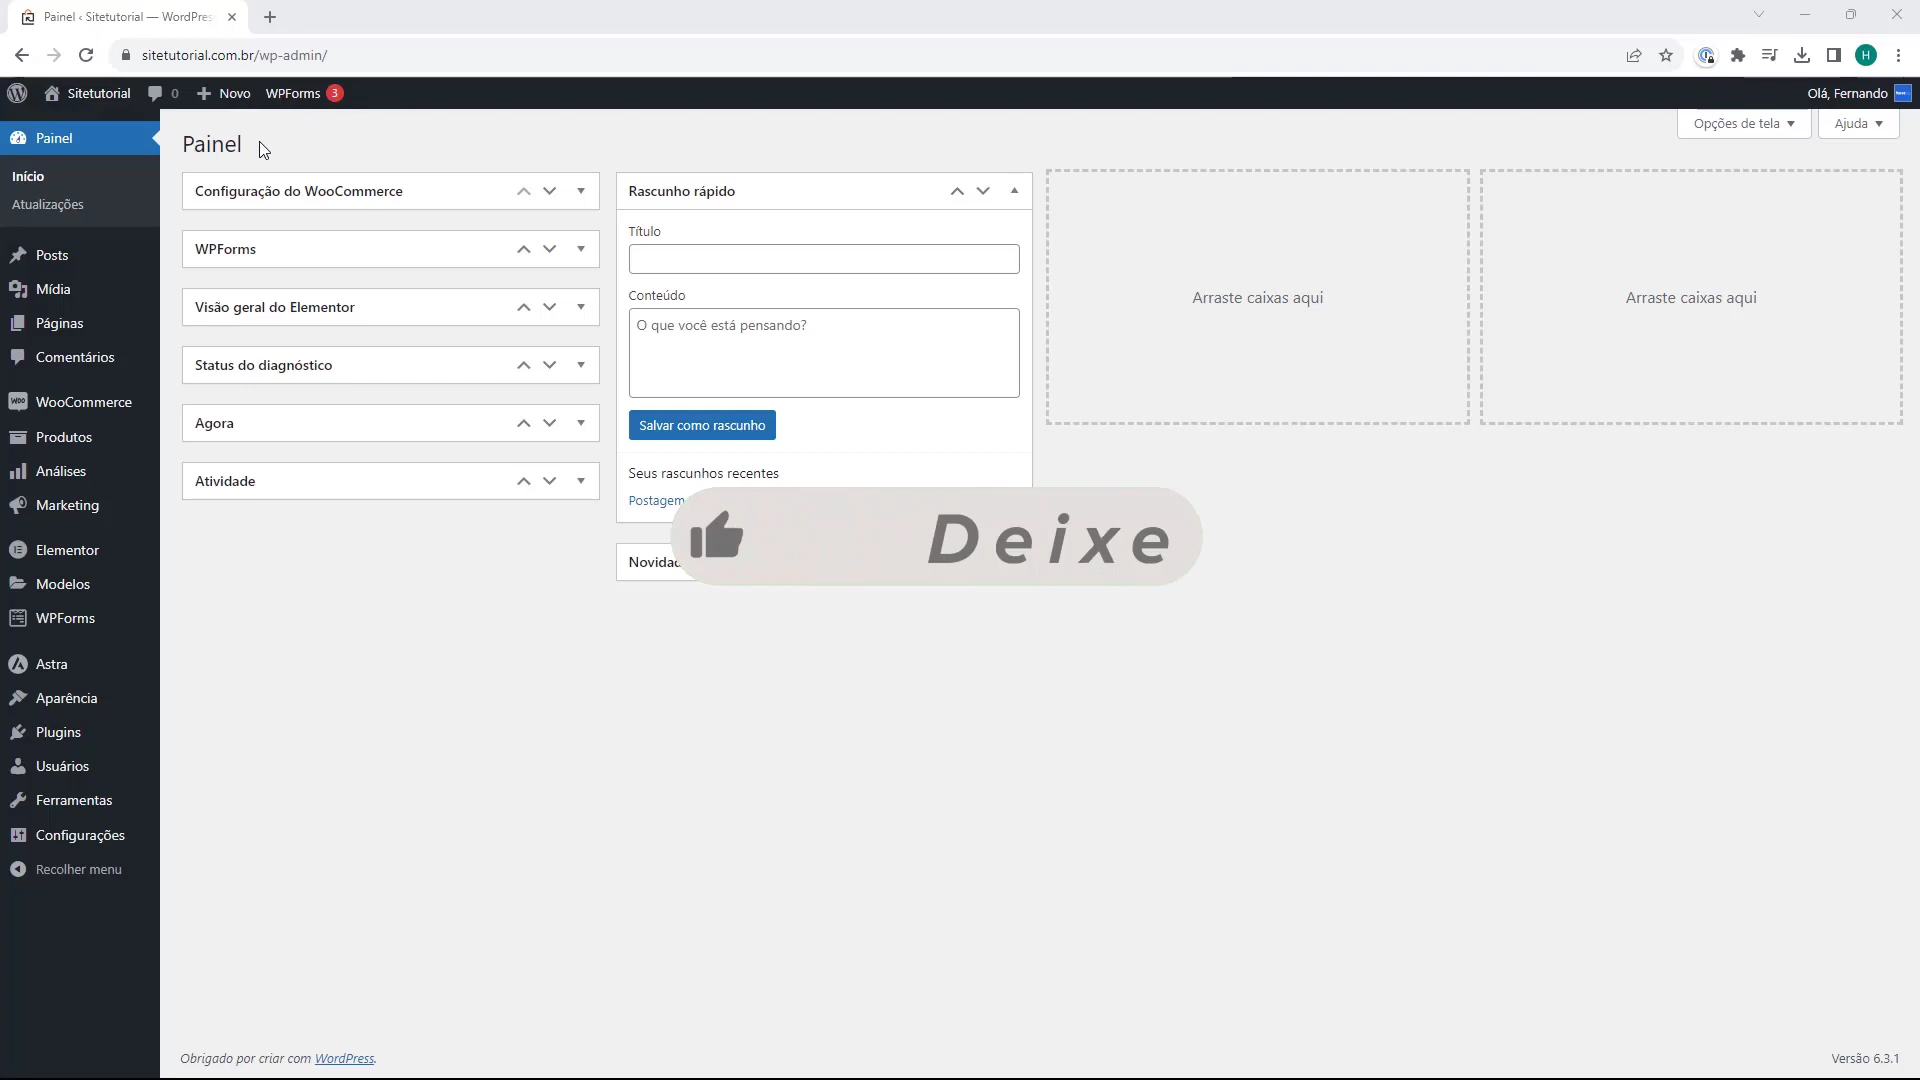 Painel ‹ Sitetutorial — WordPres
sitetutorial.com.br/wp-admin/
H
Sitetutorial
0
Novo
WPForms
3
Olá, Fernando
Painel
Início
Atualizações
Posts
Mídia
Páginas
Comentários
WooCommerce
Produtos
Análises
Marketing
Elementor
Modelos
WPForms
Astra
Aparência
Plugins
Usuários
Ferramentas
Configurações
Recolher menu
Painel
Opções de tela
Ajuda
Configuração do WooCommerce
WPForms
Visão geral do Elementor
Status do diagnóstico
Agora
Atividade
Rascunho rápido
Título
Conteúdo
O que você está pensando?
Salvar como rascunho
Seus rascunhos recentes
Postagem
Novidad
Deixe
Arraste caixas aqui
Arraste caixas aqui
Obrigado por criar com WordPress.
Versão 6.3.1